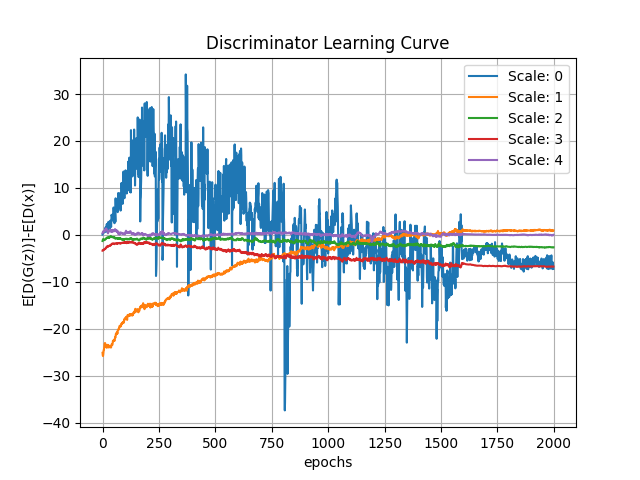 Discriminator Learning Curve
E[D(G(z))]-E[D(x)]
30
20
10
0
−10
−20
−30
−40
Scale: 0
Scale: 1
Scale: 2
Scale: 3
Scale: 4
0 250 500 750 1000 1250 1500 1750 2000
epochs